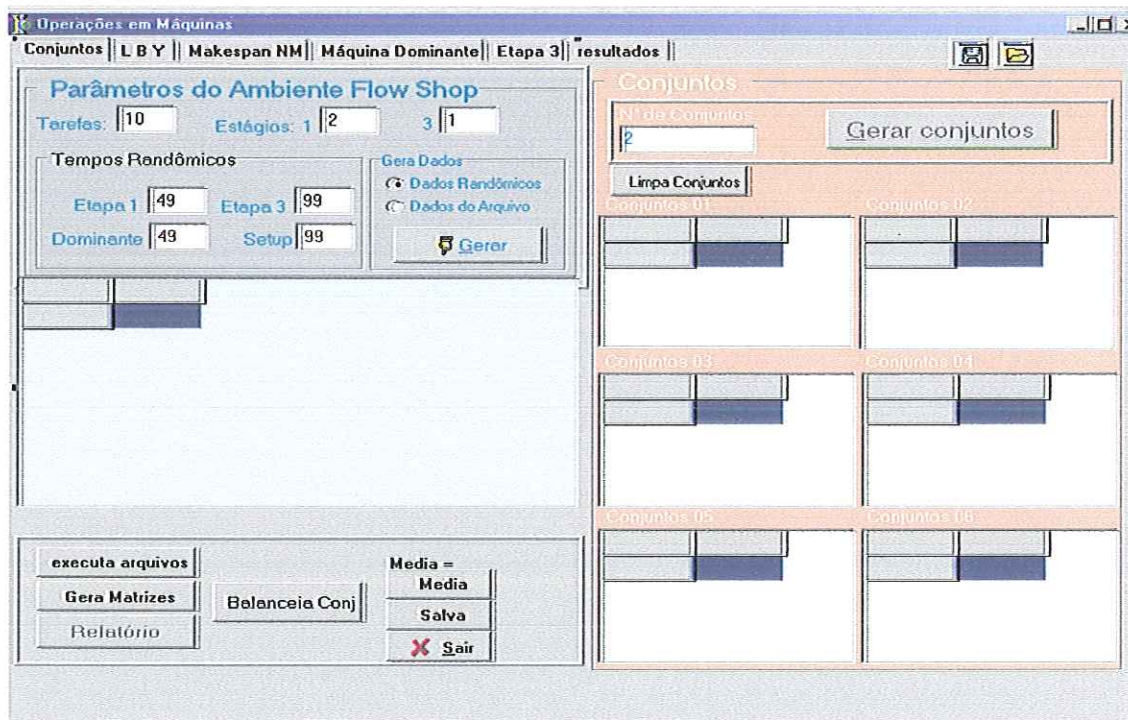 Operações em Máquinas
Conjuntos L B Y Makespan NM Máquina Dominante Etapa 3 resultados
Parâmetros do Ambiente Flow Shop
Tarefas: 10 Estágios: 1 2 3 1
Tempos Randômicos
Etapa 1 49 Etapa 3 99
Dominante 49 Setup 99
Gera Dados
Dados Randômicos
Dados do Arquivo
Gerar
executa arquivos
Gera Matrizes
Relatório
Balanceia Conj
Media =
Media
Salva
Sair
Conjuntos
Nº de Conjuntos
2
Gerar conjuntos
Limpa Conjuntos
Conjuntos 01 Conjuntos 02
Conjuntos 03 Conjuntos 04
Conjuntos 05 Conjuntos 06